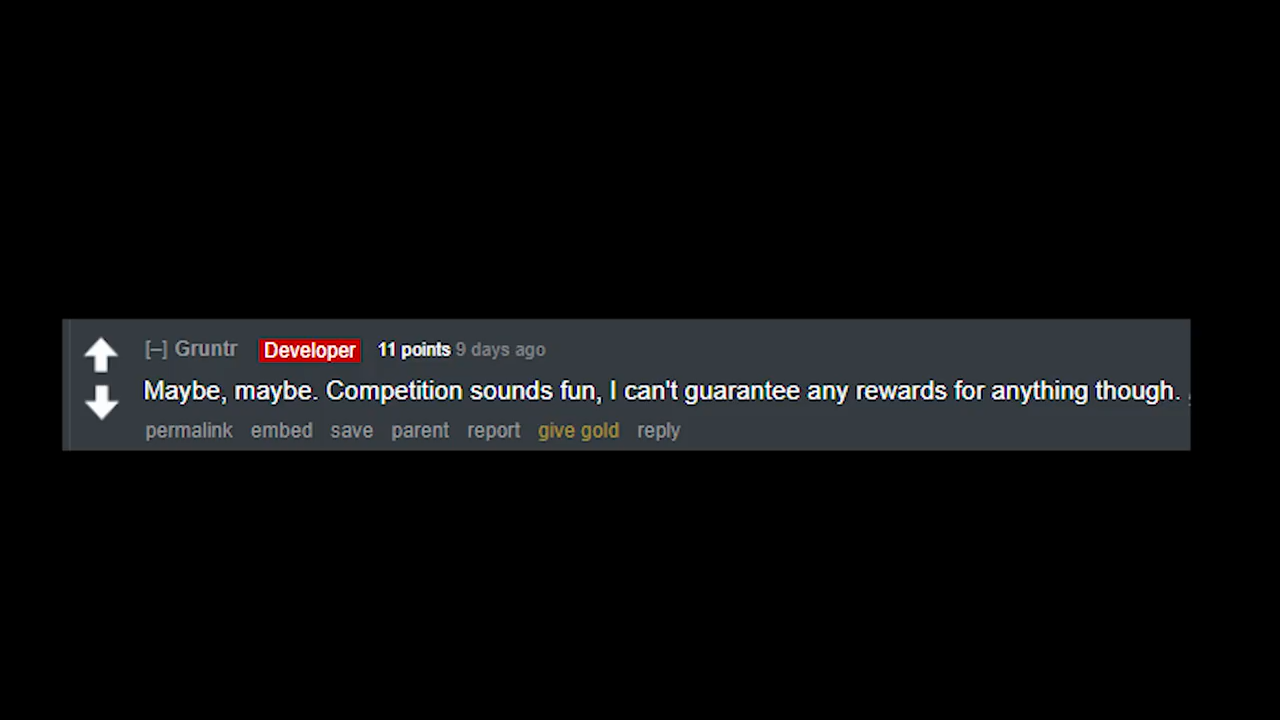 [–] Gruntr Developer 11 points 9 days ago
Maybe, maybe. Competition sounds fun, I can't guarantee any rewards for anything though.
permalink embed save parent report give gold reply